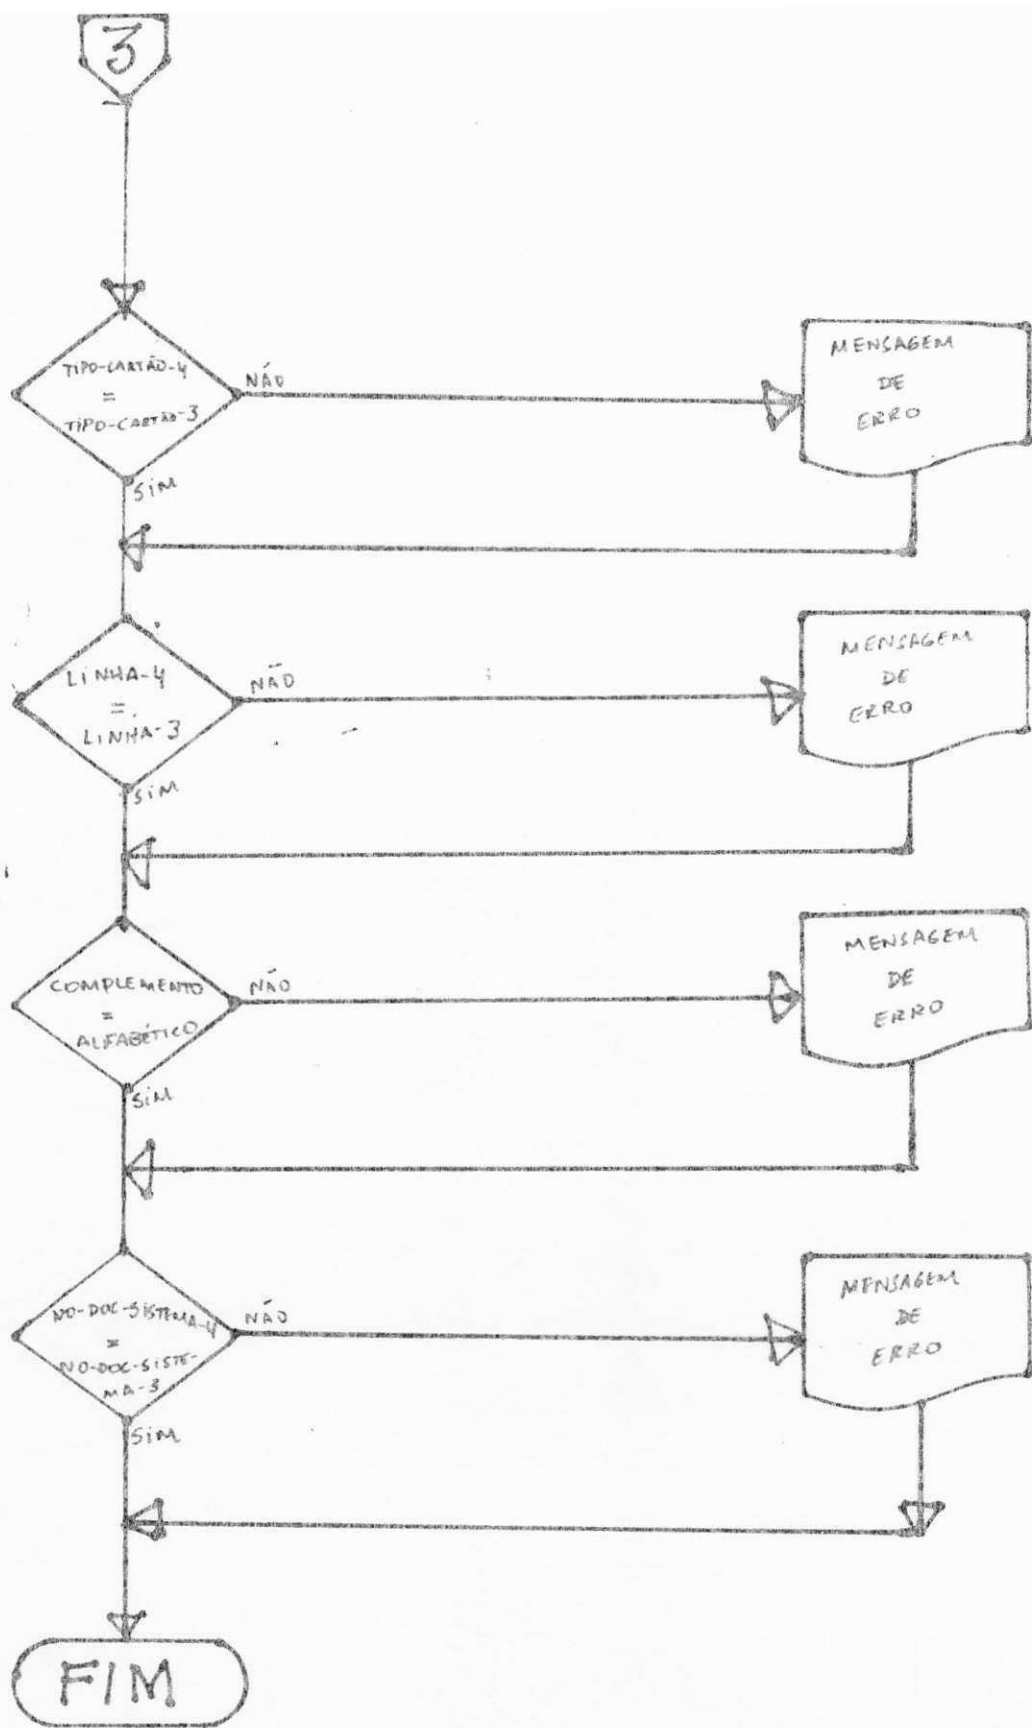 3
TIPO-CARTÃO-4
=
TIPO-CARTÃO-3
NÃO
SIM
MENSAGEM
DE
ERRO
LINHA-4
=
LINHA-3
NÃO
SIM
MENSAGEM
DE
ERRO
COMPLEMENTO
=
ALFABÉTICO
NÃO
SIM
MENSAGEM
DE
ERRO
NO-DOC-SISTEMA-4
=
NO-DOC-SISTE-
MA-3
NÃO
SIM
MENSAGEM
DE
ERRO
FIM